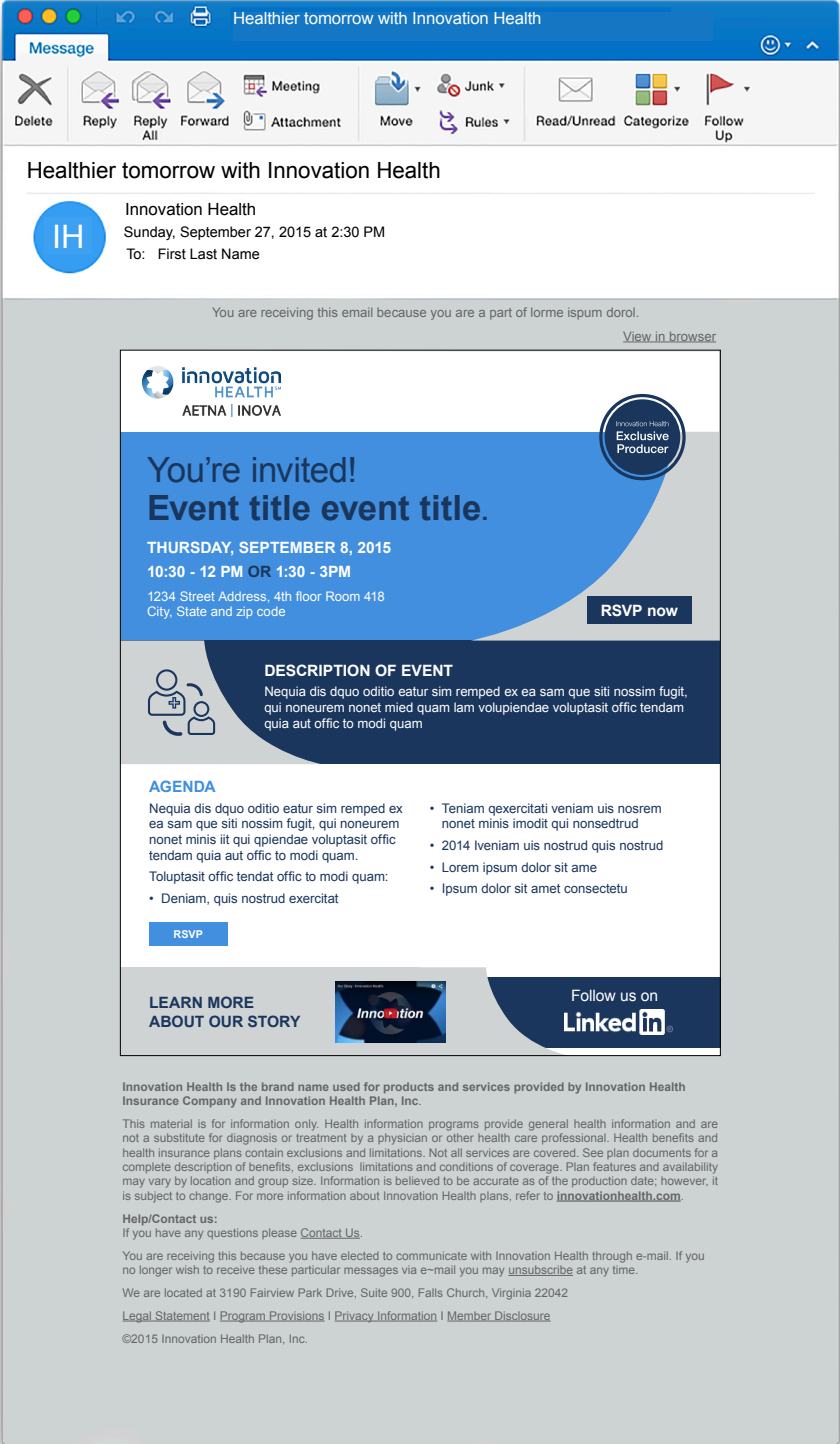 Healthier tomorrow with Innovation Health
Message
Delete
Reply
Reply All
Forward
Meeting
Attachment
Move
Junk
Rules
Read/Unread
Categorize
Follow Up
Healthier tomorrow with Innovation Health
IH
Innovation Health
Sunday, September 27, 2015 at 2:30 PM
To: First Last Name
You are receiving this email because you are a part of lorme ispum dorol.
View in browser
innovation
HEALTH℠
AETNA | INOVA
Innovation Health
Exclusive
Producer
You're invited!
Event title event title.
THURSDAY, SEPTEMBER 8, 2015
10:30 - 12 PM OR 1:30 - 3PM
1234 Street Address, 4th floor Room 418
City, State and zip code
RSVP now
DESCRIPTION OF EVENT
Nequia dis dquo oditio eatur sim remped ex ea sam que siti nossim fugit,
qui noneurem nonet mied quam lam volupiendae voluptasit offic tendam
quia aut offic to modi quam
AGENDA
Nequia dis dquo oditio eatur sim remped ex
ea sam que siti nossim fugit, qui noneurem
nonet minis iit qui qpiendae voluptasit offic
tendam quia aut offic to modi quam.
Toluptasit offic tendat offic to modi quam:
• Deniam, quis nostrud exercitat
• Teniam qexercitati veniam uis nosrem
nonet minis imodit qui nonsedtrud
• 2014 Iveniam uis nostrud quis nostrud
• Lorem ipsum dolor sit ame
• Ipsum dolor sit amet consectetu
RSVP
LEARN MORE
ABOUT OUR STORY
Our Story - Innovation Health
Follow us on
Linked in®
Innovation Health Is the brand name used for products and services provided by Innovation Health
Insurance Company and Innovation Health Plan, Inc.
This material is for information only. Health information programs provide general health information and are
not a substitute for diagnosis or treatment by a physician or other health care professional. Health benefits and
health insurance plans contain exclusions and limitations. Not all services are covered. See plan documents for a
complete description of benefits, exclusions limitations and conditions of coverage. Plan features and availability
may vary by location and group size. Information is believed to be accurate as of the production date; however, it
is subject to change. For more information about Innovation Health plans, refer to innovationhealth.com.
Help/Contact us:
If you have any questions please Contact Us.
You are receiving this because you have elected to communicate with Innovation Health through e-mail. If you
no longer wish to receive these particular messages via e~mail you may unsubscribe at any time.
We are located at 3190 Fairview Park Drive, Suite 900, Falls Church, Virginia 22042
Legal Statement I Program Provisions I Privacy Information I Member Disclosure
©2015 Innovation Health Plan, Inc.